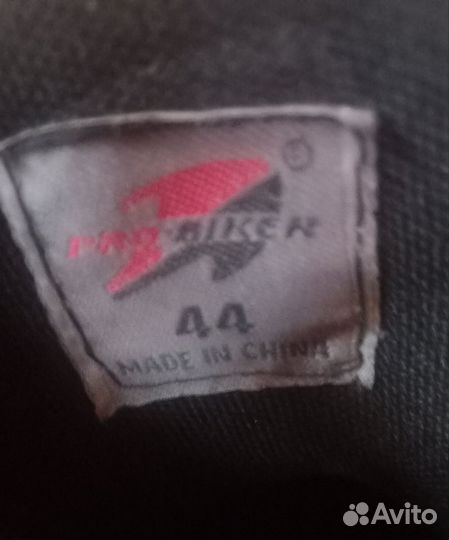 PRO-BIKER
®
44
MADE IN CHINA
Avito